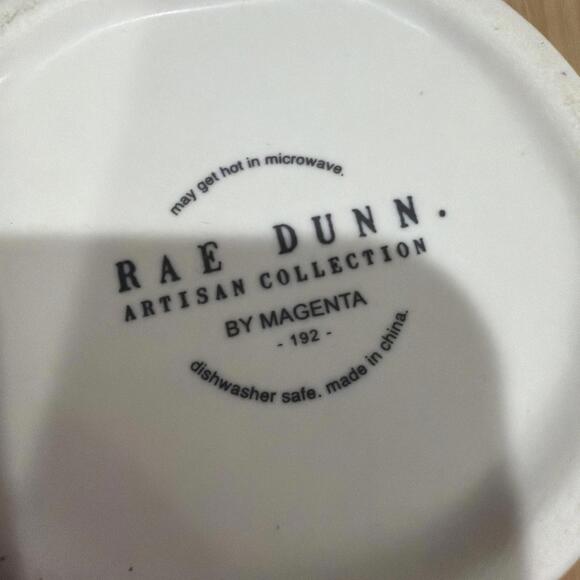 may get hot in microwave.
RAE DUNN.
ARTISAN COLLECTION
BY MAGENTA
- 192 -
dishwasher safe. made in china.